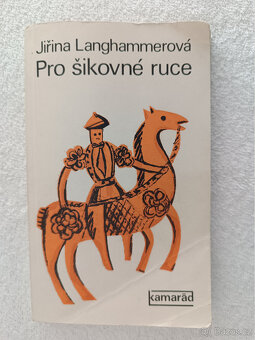 Jiřina Langhammerová
Pro šikovné ruce
kamarád